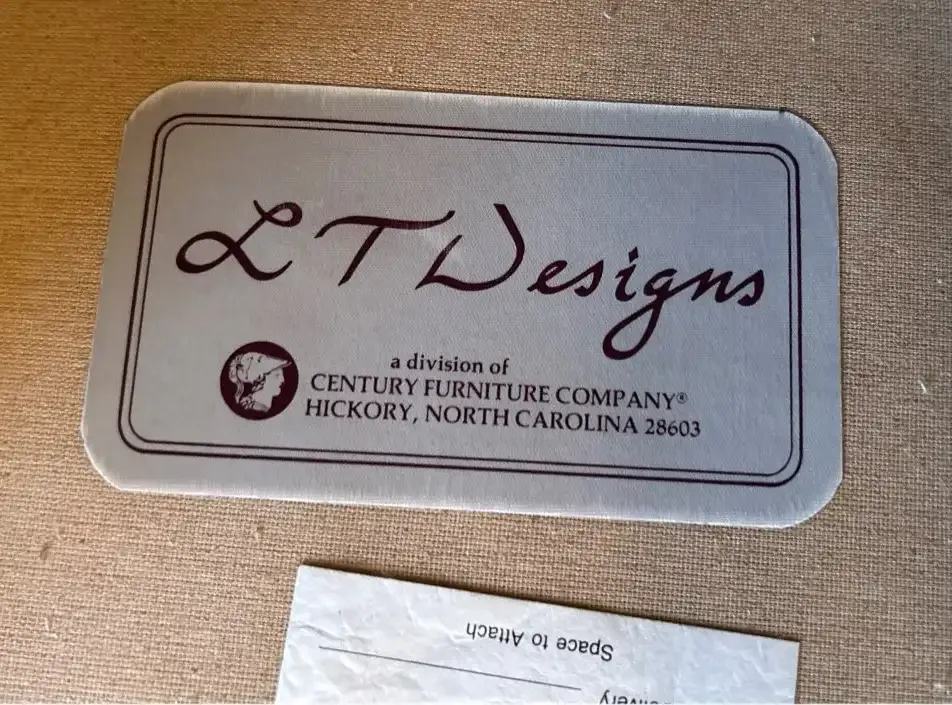 LT Designs
a division of
CENTURY FURNITURE COMPANY®
HICKORY, NORTH CAROLINA 28603
Space to Attach